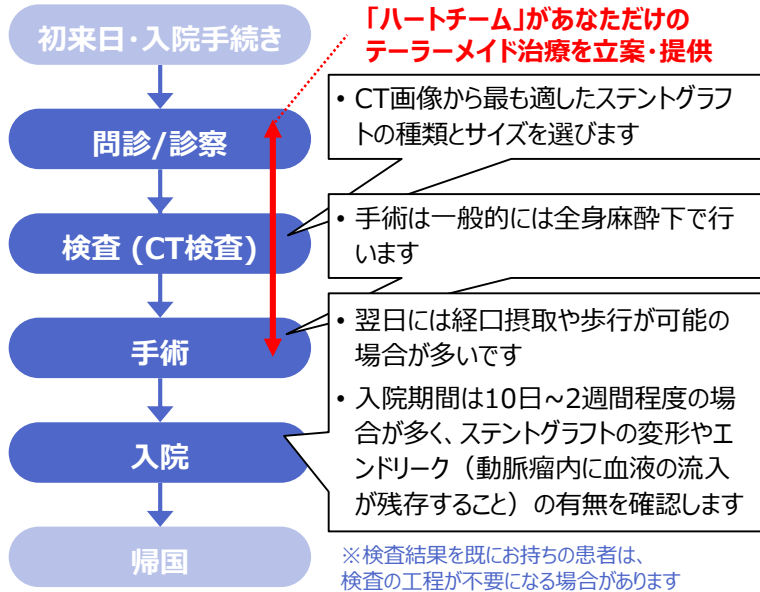 初来日・入院手続き
「ハートチーム」があなただけの
テーラーメイド治療を立案・提供
問診/診察
• CT画像から最も適したステントグラフ
トの種類とサイズを選びます
検査 (CT検査)
• 手術は一般的には全身麻酔下で行
います
手術
• 翌日には経口摂取や歩行が可能の
場合が多いです
• 入院期間は10日~2週間程度の場
合が多く、ステントグラフトの変形やエ
ンドリーク（動脈瘤内に血液の流入
が残存すること）の有無を確認します
入院
帰国
※検査結果を既にお持ちの患者は、
検査の工程が不要になる場合があります